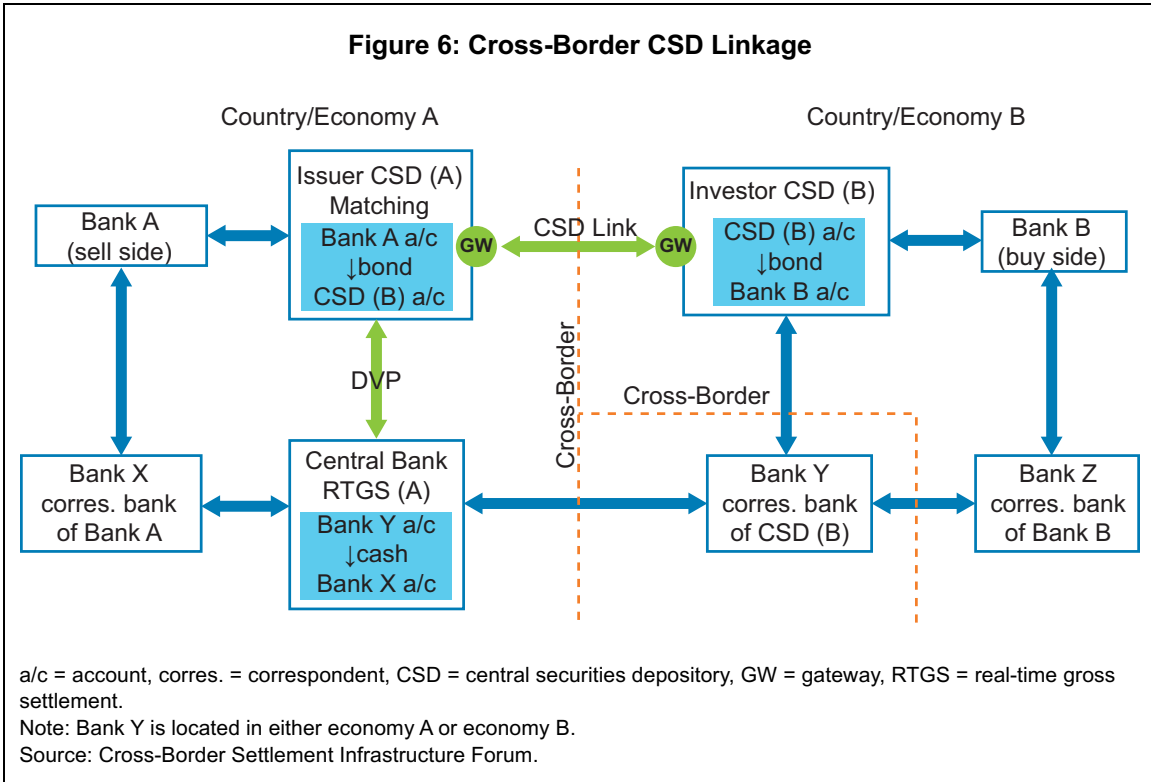 Figure 6: Cross-Border CSD Linkage
Country/Economy A
Country/Economy B
Bank A
(sell side)
Issuer CSD (A)
Matching
Bank A a/c
↓bond
CSD (B) a/c
GW
CSD Link
GW
Investor CSD (B)
CSD (B) a/c
↓bond
Bank B a/c
Bank B
(buy side)
DVP
Cross-Border
Cross-Border
Bank X
corres. bank
of Bank A
Central Bank
RTGS (A)
Bank Y a/c
↓cash
Bank X a/c
Bank Y
corres. bank
of CSD (B)
Bank Z
corres. bank
of Bank B
a/c = account, corres. = correspondent, CSD = central securities depository, GW = gateway, RTGS = real-time gross
settlement.
Note: Bank Y is located in either economy A or economy B.
Source: Cross-Border Settlement Infrastructure Forum.